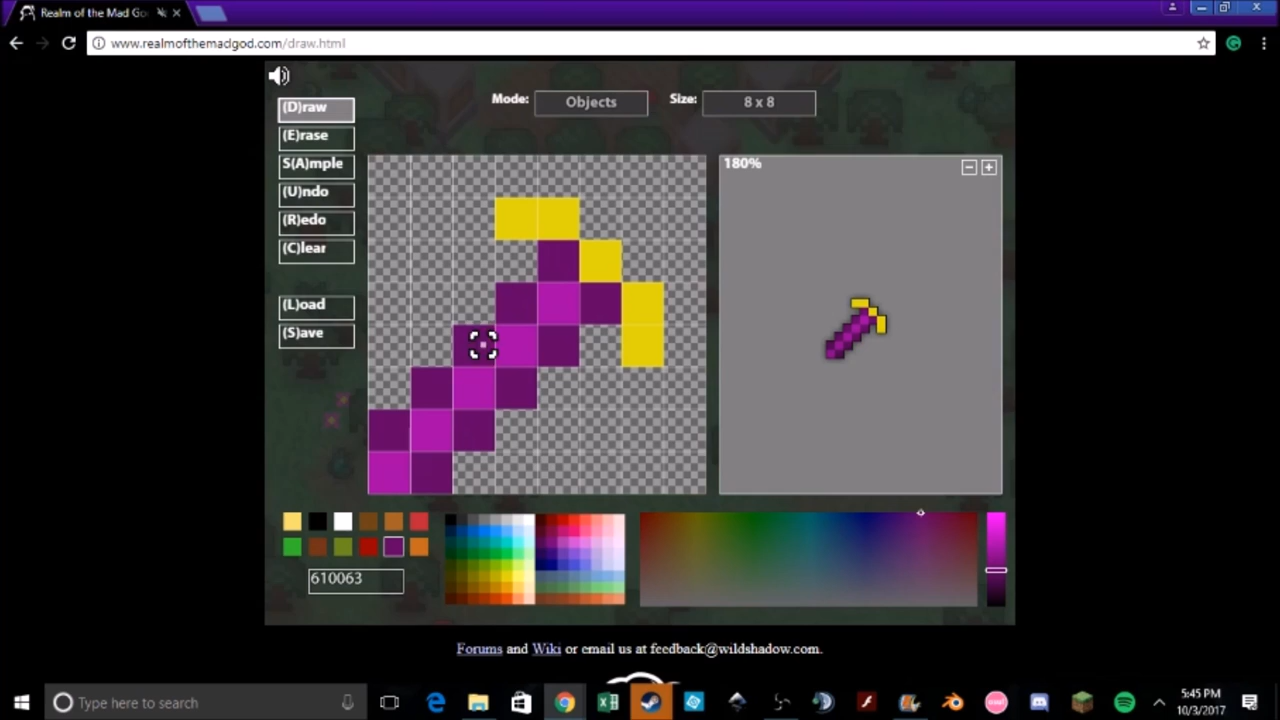 Realm of the Mad Go
www.realmofthemadgod.com/draw.html
Mode: Objects Size: 8 x 8
(D)raw
(E)rase
S(A)mple
(U)ndo
(R)edo
(C)lear
(L)oad
(S)ave
180%
610063
Forums and Wiki or email us at feedback@wildshadow.com.
Type here to search
5:45 PM
10/3/2017